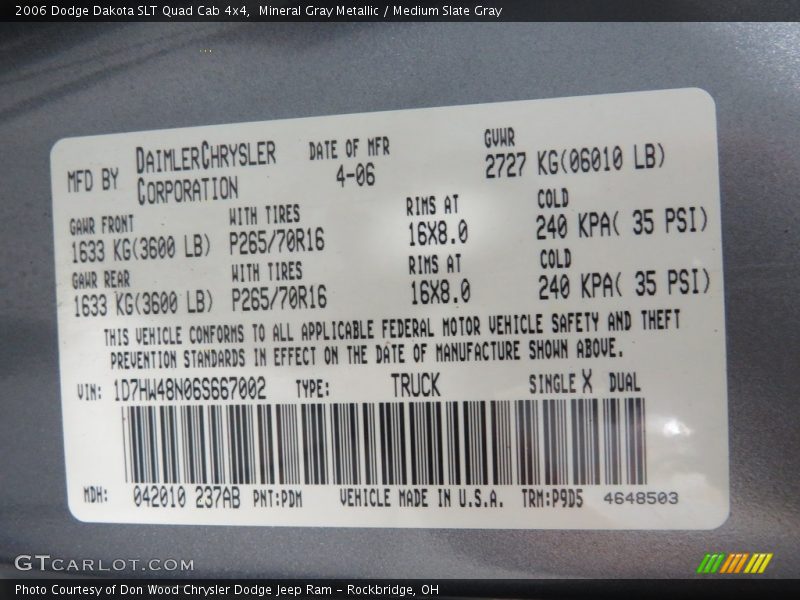 2006 Dodge Dakota SLT Quad Cab 4x4, Mineral Gray Metallic / Medium Slate Gray
MFD BY DAIMLERCHRYSLER CORPORATION
DATE OF MFR
4-06
GVWR
2727 KG(06010 LB)
GAWR FRONT WITH TIRES RIMS AT COLD
1633 KG(3600 LB) P265/70R16 16X8.0 240 KPA( 35 PSI)
GAWR REAR WITH TIRES RIMS AT COLD
1633 KG(3600 LB) P265/70R16 16X8.0 240 KPA( 35 PSI)
THIS VEHICLE CONFORMS TO ALL APPLICABLE FEDERAL MOTOR VEHICLE SAFETY AND THEFT
PREVENTION STANDARDS IN EFFECT ON THE DATE OF MANUFACTURE SHOWN ABOVE.
VIN: 1D7HW48N06S667002 TYPE: TRUCK SINGLE X DUAL
MDH: 042010 237AB PNT:PDM VEHICLE MADE IN U.S.A. TRM:P9D5 4648503
GTCARLOT.COM
Photo Courtesy of Don Wood Chrysler Dodge Jeep Ram - Rockbridge, OH